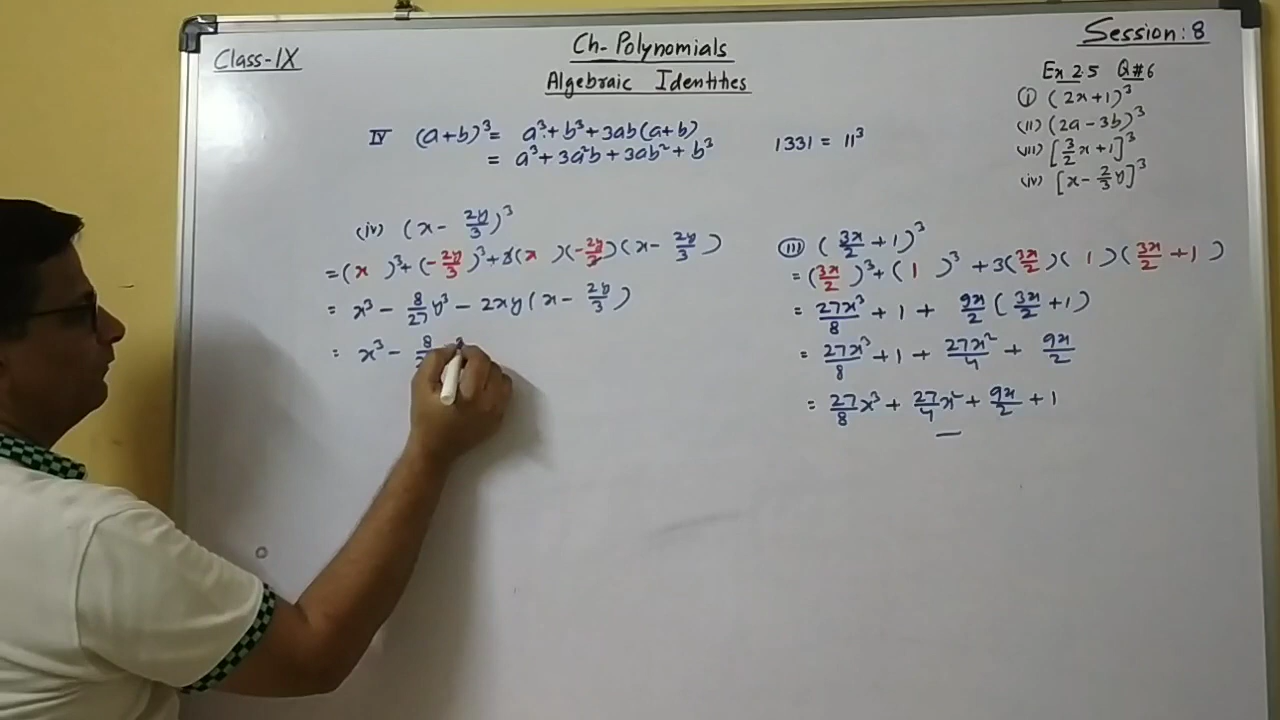 Class-IX
Ch- Polynomials
Algebraic Identities
Session: 8
Ex 2.5 Q#6
(i) (2x+1)³
(ii) (2a-3b)³
(iii) [3/2 x + 1]³
(iv) [x - 2/3 y]³
IV (a+b)³ = a³+b³+3ab(a+b)
= a³+3a²b+3ab²+b³
1331 = 11³
(iv) (x - 2y/3)³
= (x )³+(-2y/3 )³+3(x )(-2y/3)(x - 2y/3)
= x³ - 8/27 y³ - 2xy(x - 2y/3)
= x³ - 8
(iii) (3x/2 + 1)³
= (3x/2 )³+( 1 )³ +3(3x/2)( 1 )(3x/2 + 1 )
= 27x³/8 + 1 + 9x/2 (3x/2 + 1)
= 27x³/8 + 1 + 27x²/4 + 9x/2
= 27/8 x³ + 27/4 x² + 9x/2 + 1